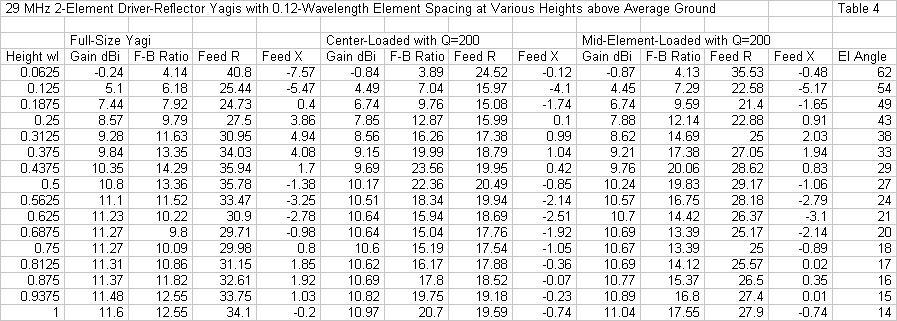 29 MHz 2-Element Driver-Reflector Yagis with 0.12-Wavelength Element Spacing at Various Heights above Average Ground Table 4
Full-Size Yagi Center-Loaded with Q=200 Mid-Element-Loaded with Q=200
Height wl Gain dBi F-B Ratio Feed R Feed X Gain dBi F-B Ratio Feed R Feed X Gain dBi F-B Ratio Feed R Feed X El Angle
0.0625 -0.24 4.14 40.8 -7.57 -0.84 3.89 24.52 -0.12 -0.87 4.13 35.53 -0.48 62
0.125 5.1 6.18 25.44 -5.47 4.49 7.04 15.97 -4.1 4.45 7.29 22.58 -5.17 54
0.1875 7.44 7.92 24.73 0.4 6.74 9.76 15.08 -1.74 6.74 9.59 21.4 -1.65 49
0.25 8.57 9.79 27.5 3.86 7.85 12.87 15.99 0.1 7.88 12.14 22.88 0.91 43
0.3125 9.28 11.63 30.95 4.94 8.56 16.26 17.38 0.99 8.62 14.69 25 2.03 38
0.375 9.84 13.35 34.03 4.08 9.15 19.99 18.79 1.04 9.21 17.38 27.05 1.94 33
0.4375 10.35 14.29 35.94 1.7 9.69 23.56 19.95 0.42 9.76 20.06 28.62 0.83 29
0.5 10.8 13.36 35.78 -1.38 10.17 22.36 20.49 -0.85 10.24 19.83 29.17 -1.06 27
0.5625 11.1 11.52 33.47 -3.25 10.51 18.34 19.94 -2.14 10.57 16.75 28.18 -2.79 24
0.625 11.23 10.22 30.9 -2.78 10.64 15.94 18.69 -2.51 10.7 14.42 26.37 -3.1 21
0.6875 11.27 9.8 29.71 -0.98 10.64 15.04 17.76 -1.92 10.69 13.39 25.17 -2.14 20
0.75 11.27 10.09 29.98 0.8 10.6 15.19 17.54 -1.05 10.67 13.39 25 -0.89 18
0.8125 11.31 10.86 31.15 1.85 10.62 16.17 17.88 -0.36 10.69 14.12 25.57 0.02 17
0.875 11.37 11.82 32.61 1.92 10.69 17.8 18.52 -0.07 10.77 15.37 26.5 0.35 16
0.9375 11.48 12.55 33.75 1.03 10.82 19.75 19.18 -0.23 10.89 16.8 27.4 0.01 15
1 11.6 12.55 34.1 -0.2 10.97 20.7 19.59 -0.74 11.04 17.55 27.9 -0.74 14